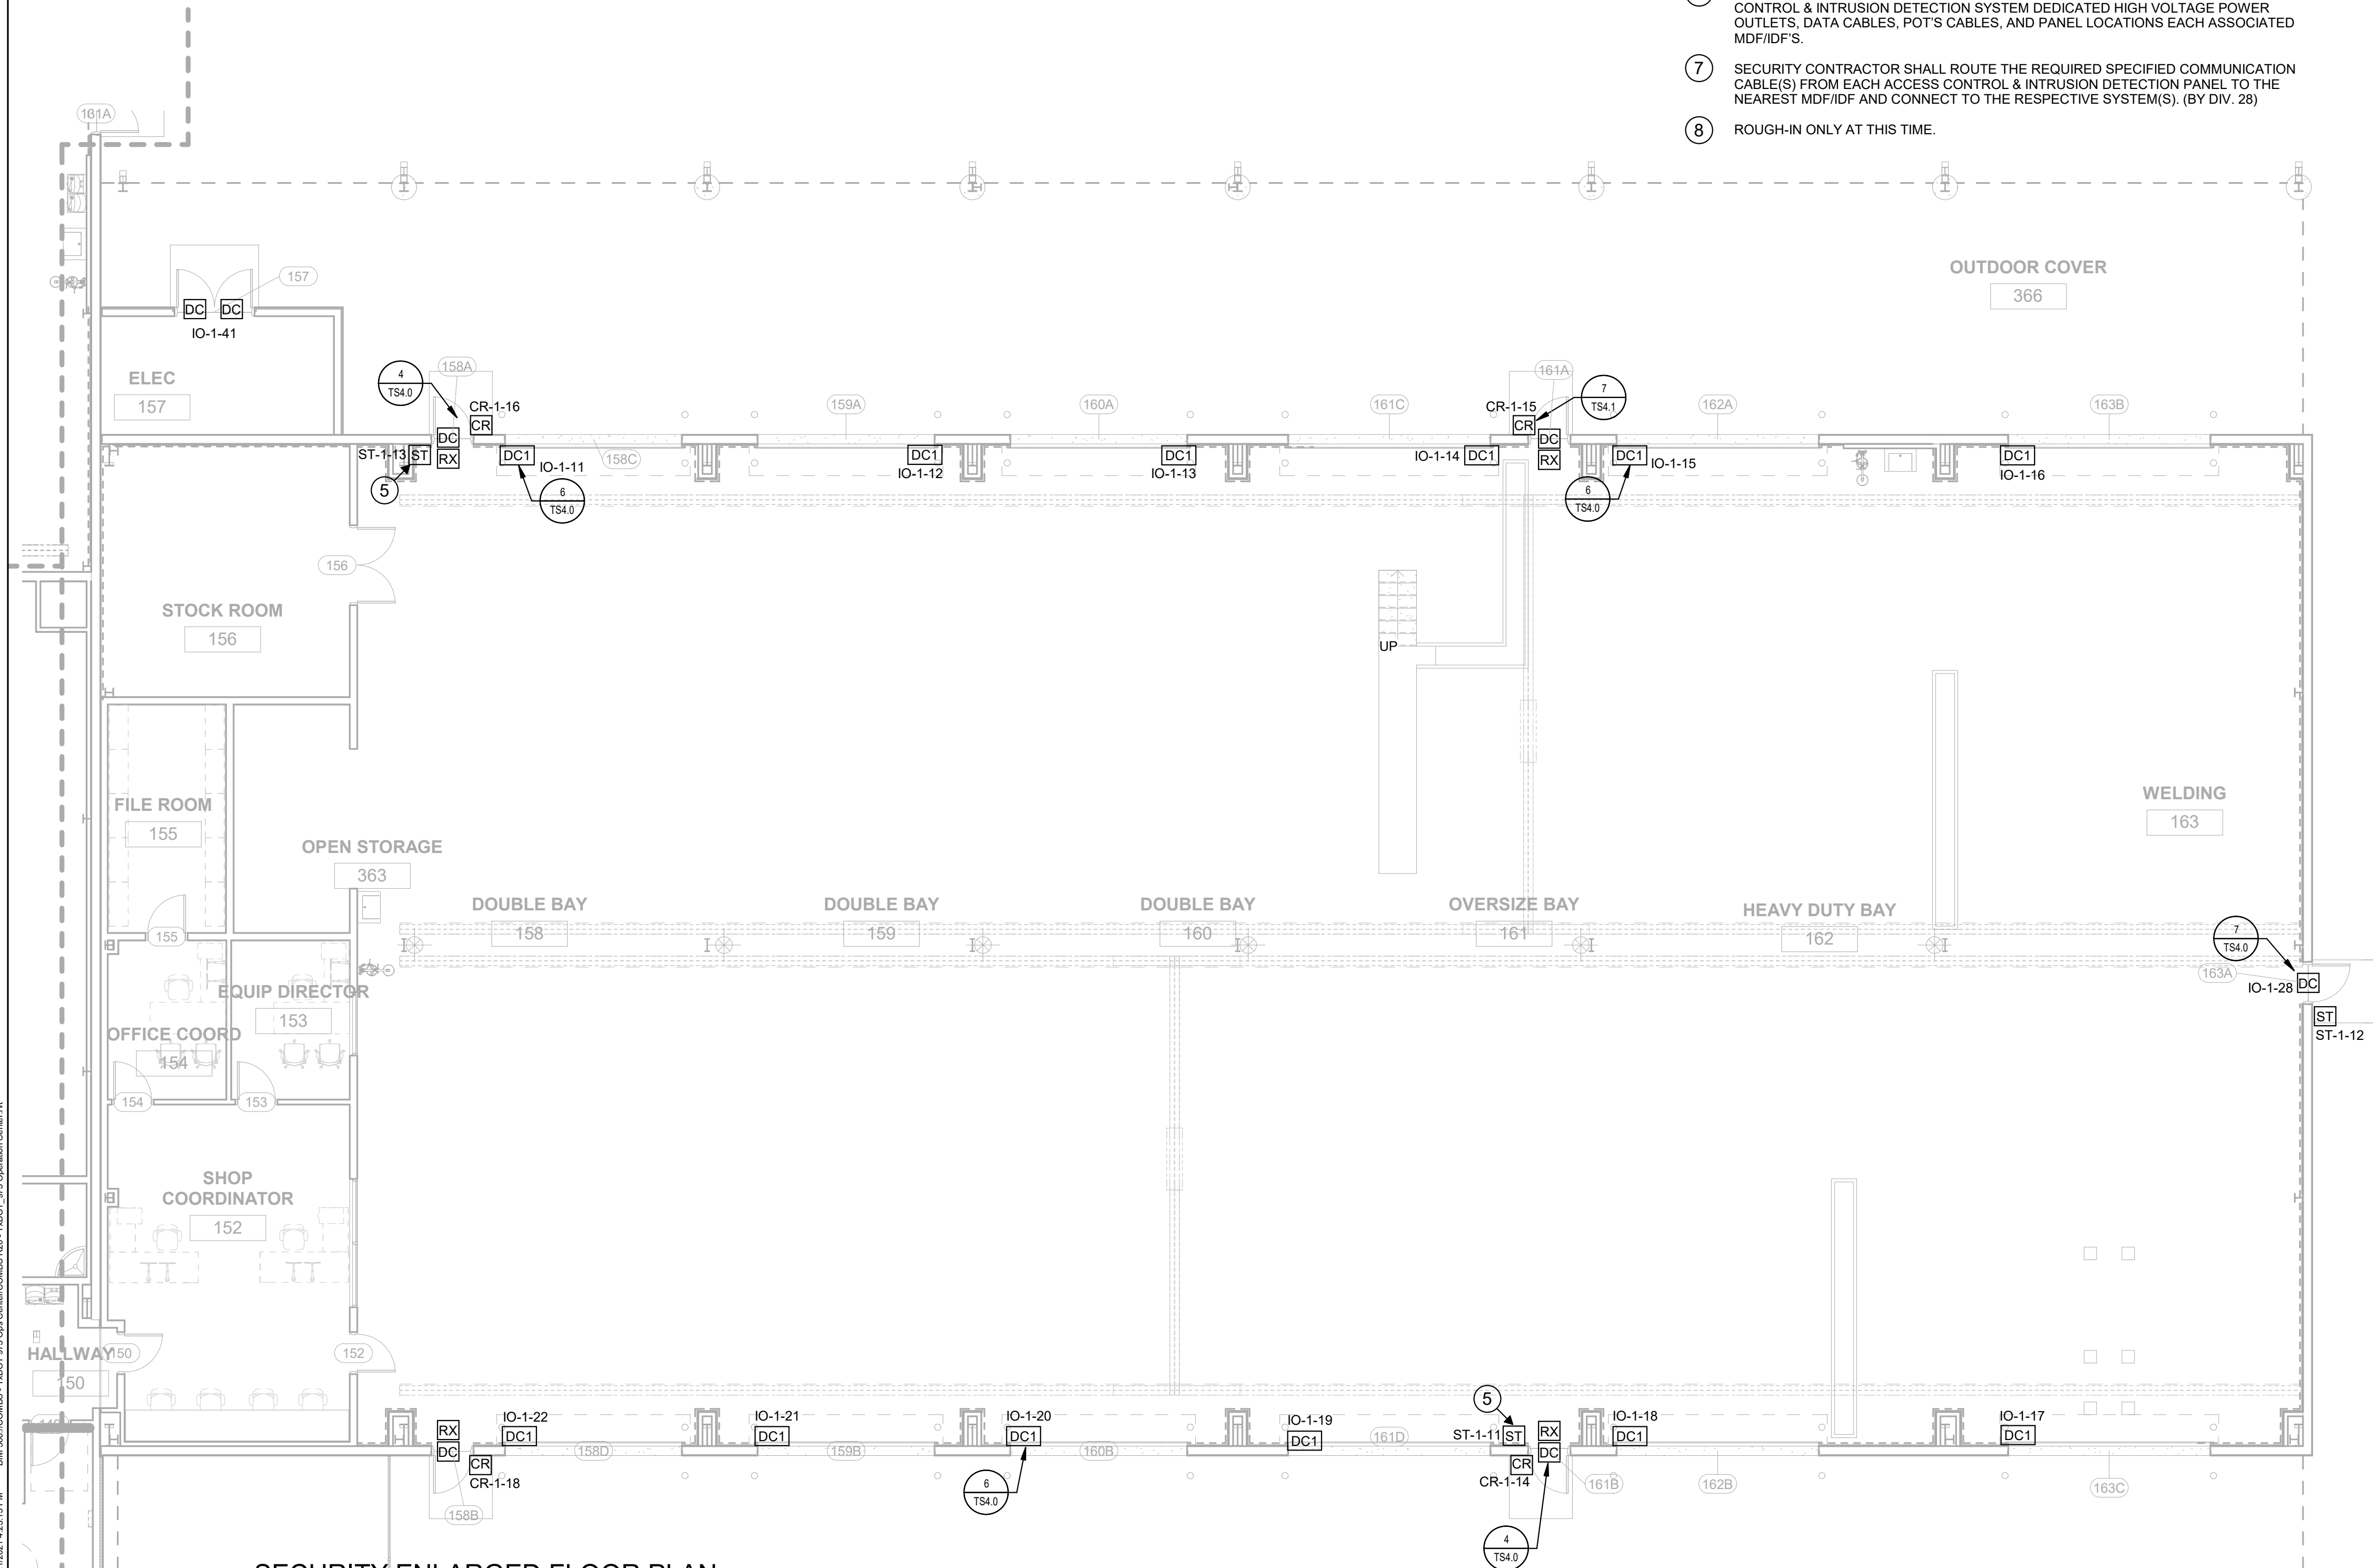 CONTROL & INTRUSION DETECTION SYSTEM DEDICATED HIGH VOLTAGE POWER
OUTLETS, DATA CABLES, POT'S CABLES, AND PANEL LOCATIONS EACH ASSOCIATED
MDF/IDF'S.
7 SECURITY CONTRACTOR SHALL ROUTE THE REQUIRED SPECIFIED COMMUNICATION
CABLE(S) FROM EACH ACCESS CONTROL & INTRUSION DETECTION PANEL TO THE
NEAREST MDF/IDF AND CONNECT TO THE RESPECTIVE SYSTEM(S). (BY DIV. 28)
8 ROUGH-IN ONLY AT THIS TIME.
161A
157
OUTDOOR COVER
366
DC DC
IO-1-41
ELEC
157
4
TS4.0
158A
CR-1-16
CR
159A
160A
161C
161A
7
TS4.1
CR-1-15
CR
162A
163B
DC
DC
ST-1-13 ST
RX
DC1
IO-1-11
158C
DC1
IO-1-12
DC1
IO-1-13
IO-1-14 DC1
RX
DC1 IO-1-15
DC1
IO-1-16
5
6
TS4.0
6
TS4.0
156
STOCK ROOM
156
UP
FILE ROOM
155
WELDING
163
OPEN STORAGE
363
DOUBLE BAY
158
DOUBLE BAY
159
DOUBLE BAY
160
OVERSIZE BAY
161
HEAVY DUTY BAY
162
155
7
TS4.0
163A
IO-1-28 DC
ST
ST-1-12
EQUIP DIRECTOR
153
OFFICE COORD
154
154
153
SHOP
COORDINATOR
152
HALLWAY
150
150
152
5
RX
DC
IO-1-22
DC1
IO-1-21
DC1
IO-1-20
DC1
IO-1-19
DC1
ST-1-11 ST
RX
DC
IO-1-18
DC1
IO-1-17
DC1
158D
159B
160B
161D
CR
CR-1-18
CR
CR-1-14
161B
162B
163C
158B
6
TS4.0
4
TS4.0
SECURITY ENLARGED FLOOR PLAN